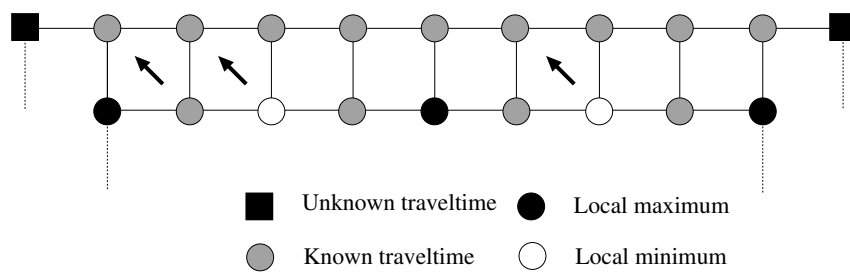 Unknown traveltime
Local maximum
Known traveltime
Local minimum